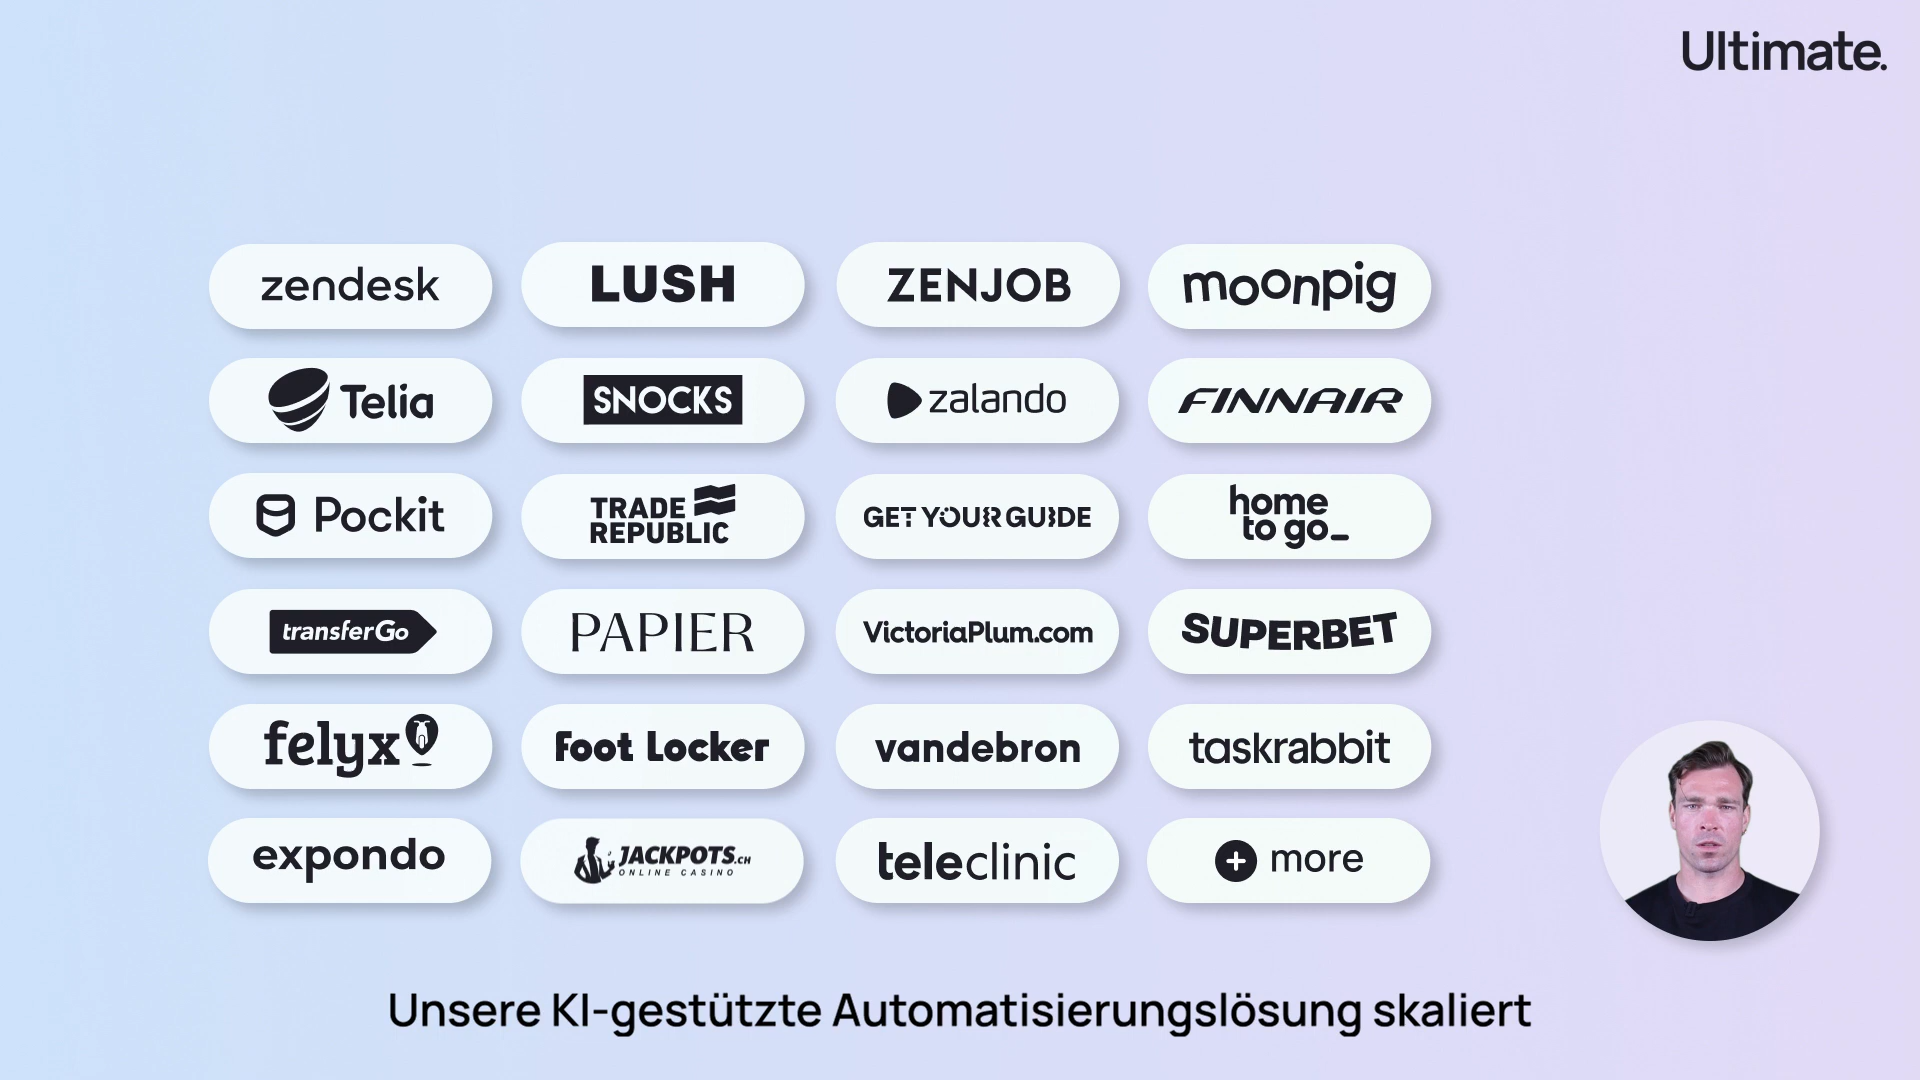 Ultimate.
zendesk
LUSH
ZENJOB
moonpig
Telia
SNOCKS
zalando
FINNAIR
Pockit
TRADE
REPUBLIC
GET YOUR GUIDE
home
to go_
transferGo
PAPIER
VictoriaPlum.com
SUPERBET
felyx
Foot Locker
vandebron
taskrabbit
expondo
JACKPOTS.CH
ONLINE CASINO
teleclinic
+ more
Unsere KI-gestützte Automatisierungslösung skaliert